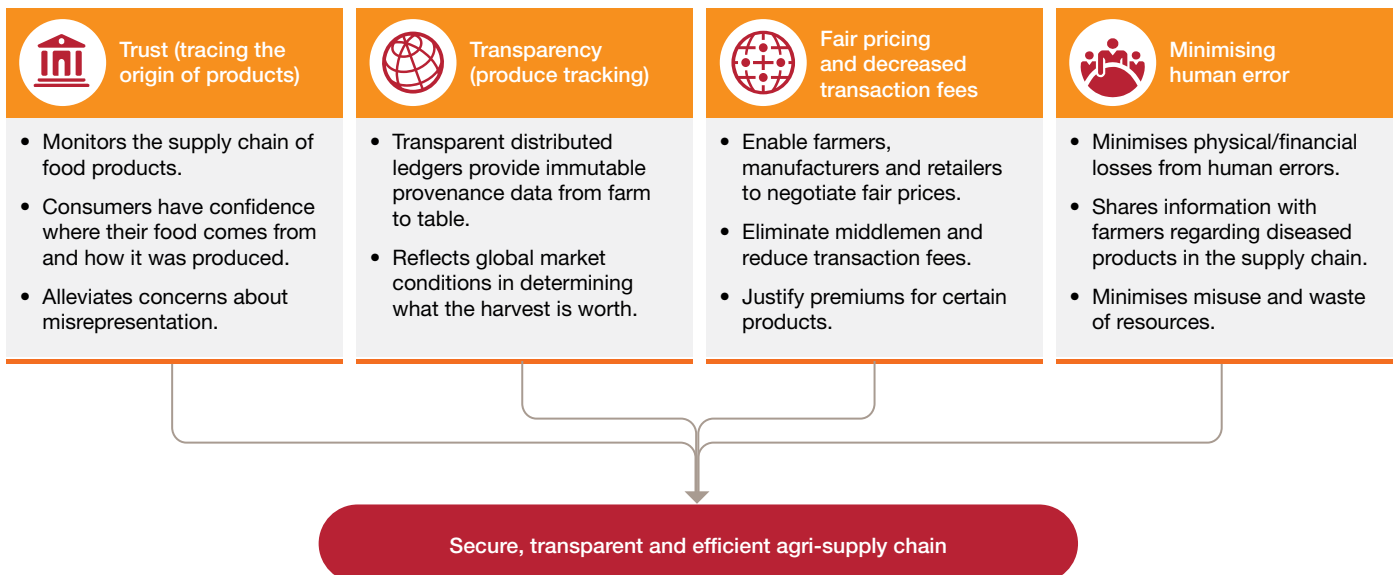 Trust (tracing the
origin of products)
• Monitors the supply chain of
food products.
• Consumers have confidence
where their food comes from
and how it was produced.
• Alleviates concerns about
misrepresentation.
Transparency
(produce tracking)
• Transparent distributed
ledgers provide immutable
provenance data from farm
to table.
• Reflects global market
conditions in determining
what the harvest is worth.
Fair pricing
and decreased
transaction fees
• Enable farmers,
manufacturers and retailers
to negotiate fair prices.
• Eliminate middlemen and
reduce transaction fees.
• Justify premiums for certain
products.
Minimising
human error
• Minimises physical/financial
losses from human errors.
• Shares information with
farmers regarding diseased
products in the supply chain.
• Minimises misuse and waste
of resources.
Secure, transparent and efficient agri-supply chain